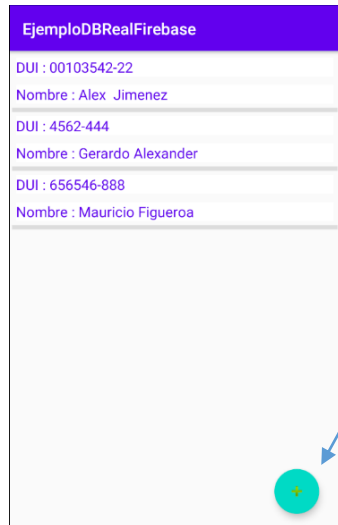 EjemploDBRealFirebase
DUI : 00103542-22
Nombre : Alex  Jimenez
DUI : 4562-444
Nombre : Gerardo Alexander
DUI : 656546-888
Nombre : Mauricio Figueroa
+